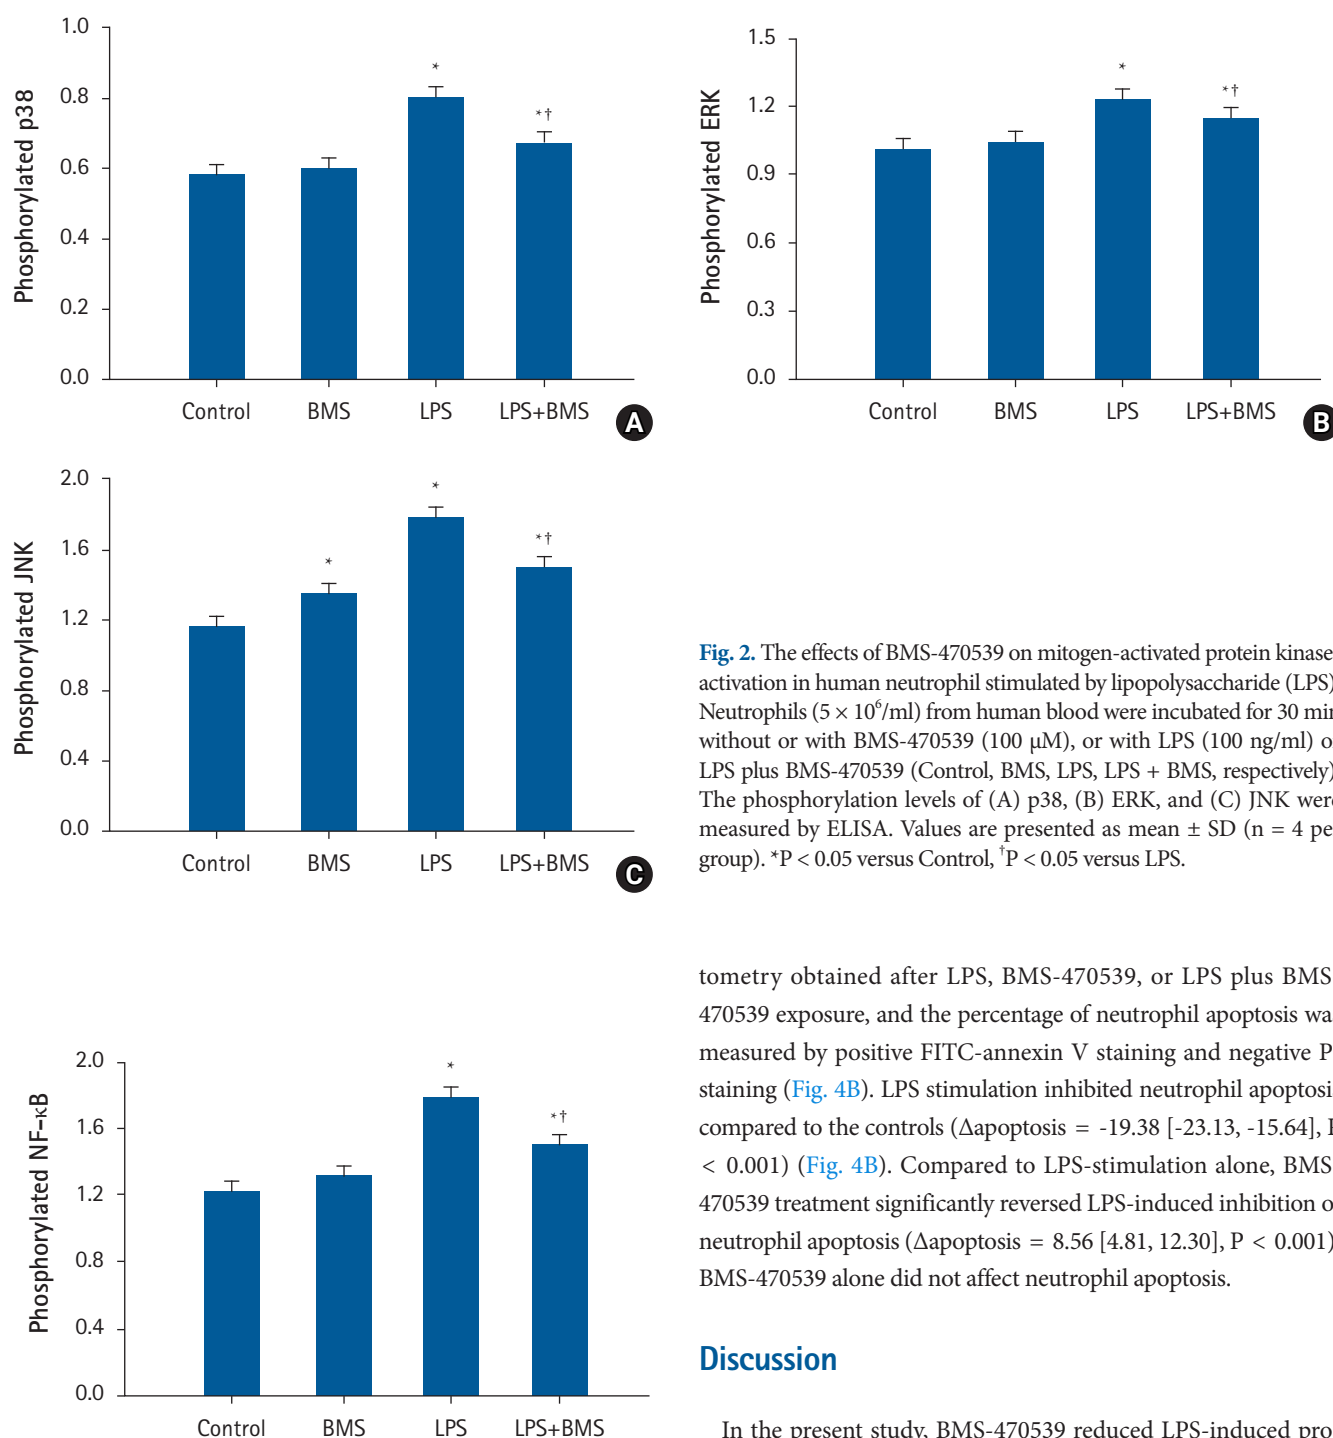 1.0
0.8
0.6
0.4
0.2
0.0
Phosphorylated p38
*
*†
Control BMS LPS LPS+BMS
A
1.5
1.2
0.9
0.6
0.3
0.0
Phosphorylated ERK
*
*†
Control BMS LPS LPS+BMS
B
2.0
1.6
1.2
0.8
0.4
0.0
Phosphorylated JNK
*
*
*†
Control BMS LPS LPS+BMS
C
Fig. 2. The effects of BMS-470539 on mitogen-activated protein kinase
activation in human neutrophil stimulated by lipopolysaccharide (LPS)
Neutrophils (5 × 10⁶/ml) from human blood were incubated for 30 min
without or with BMS-470539 (100 μM), or with LPS (100 ng/ml) o
LPS plus BMS-470539 (Control, BMS, LPS, LPS + BMS, respectively)
The phosphorylation levels of (A) p38, (B) ERK, and (C) JNK were
measured by ELISA. Values are presented as mean ± SD (n = 4 pe
group). *P < 0.05 versus Control, †P < 0.05 versus LPS.
2.0
1.6
1.2
0.8
0.4
0.0
Phosphorylated NF-κB
*
*†
Control BMS LPS LPS+BMS
tometry obtained after LPS, BMS-470539, or LPS plus BMS
470539 exposure, and the percentage of neutrophil apoptosis wa
measured by positive FITC-annexin V staining and negative P
staining (Fig. 4B). LPS stimulation inhibited neutrophil apoptosi
compared to the controls (Δapoptosis = -19.38 [-23.13, -15.64], P
< 0.001) (Fig. 4B). Compared to LPS-stimulation alone, BMS
470539 treatment significantly reversed LPS-induced inhibition o
neutrophil apoptosis (Δapoptosis = 8.56 [4.81, 12.30], P < 0.001)
BMS-470539 alone did not affect neutrophil apoptosis.
Discussion
In the present study, BMS-470539 reduced LPS-induced pro